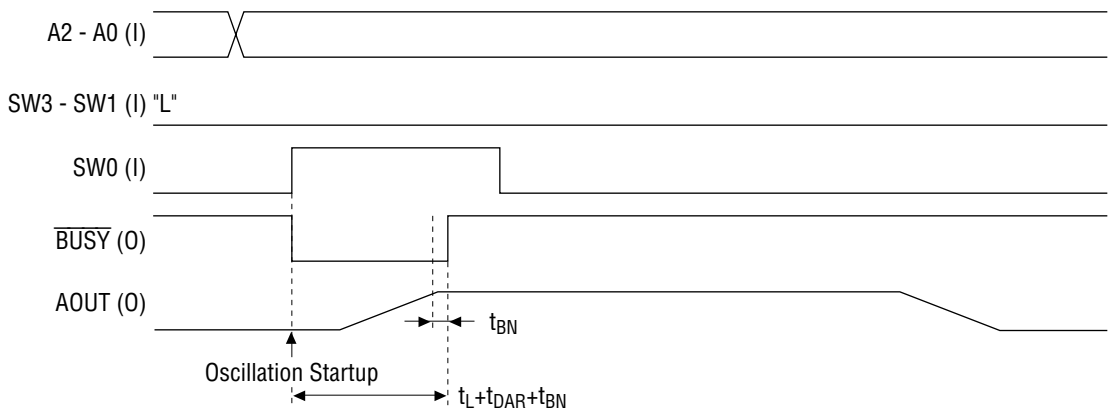 A2 - A0 (I)
SW3 - SW1 (I) "L"
SW0 (I)
BUSY (O)
AOUT (O)
tBN
Oscillation Startup
tL+tDAR+tBN